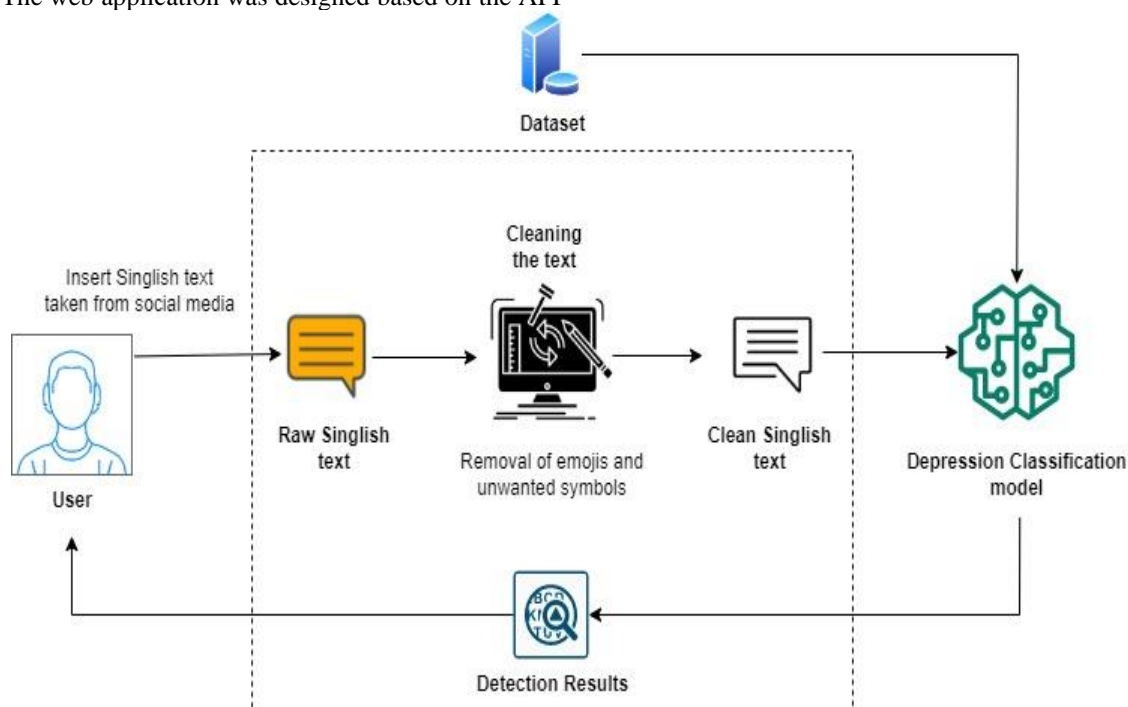 The web application was designed based on the API
Dataset
Cleaning
the text
Insert Singlish text
taken from social media
Raw Singlish
text
Removal of emojis and
unwanted symbols
Clean Singlish
text
Depression Classification
model
User
Detection Results